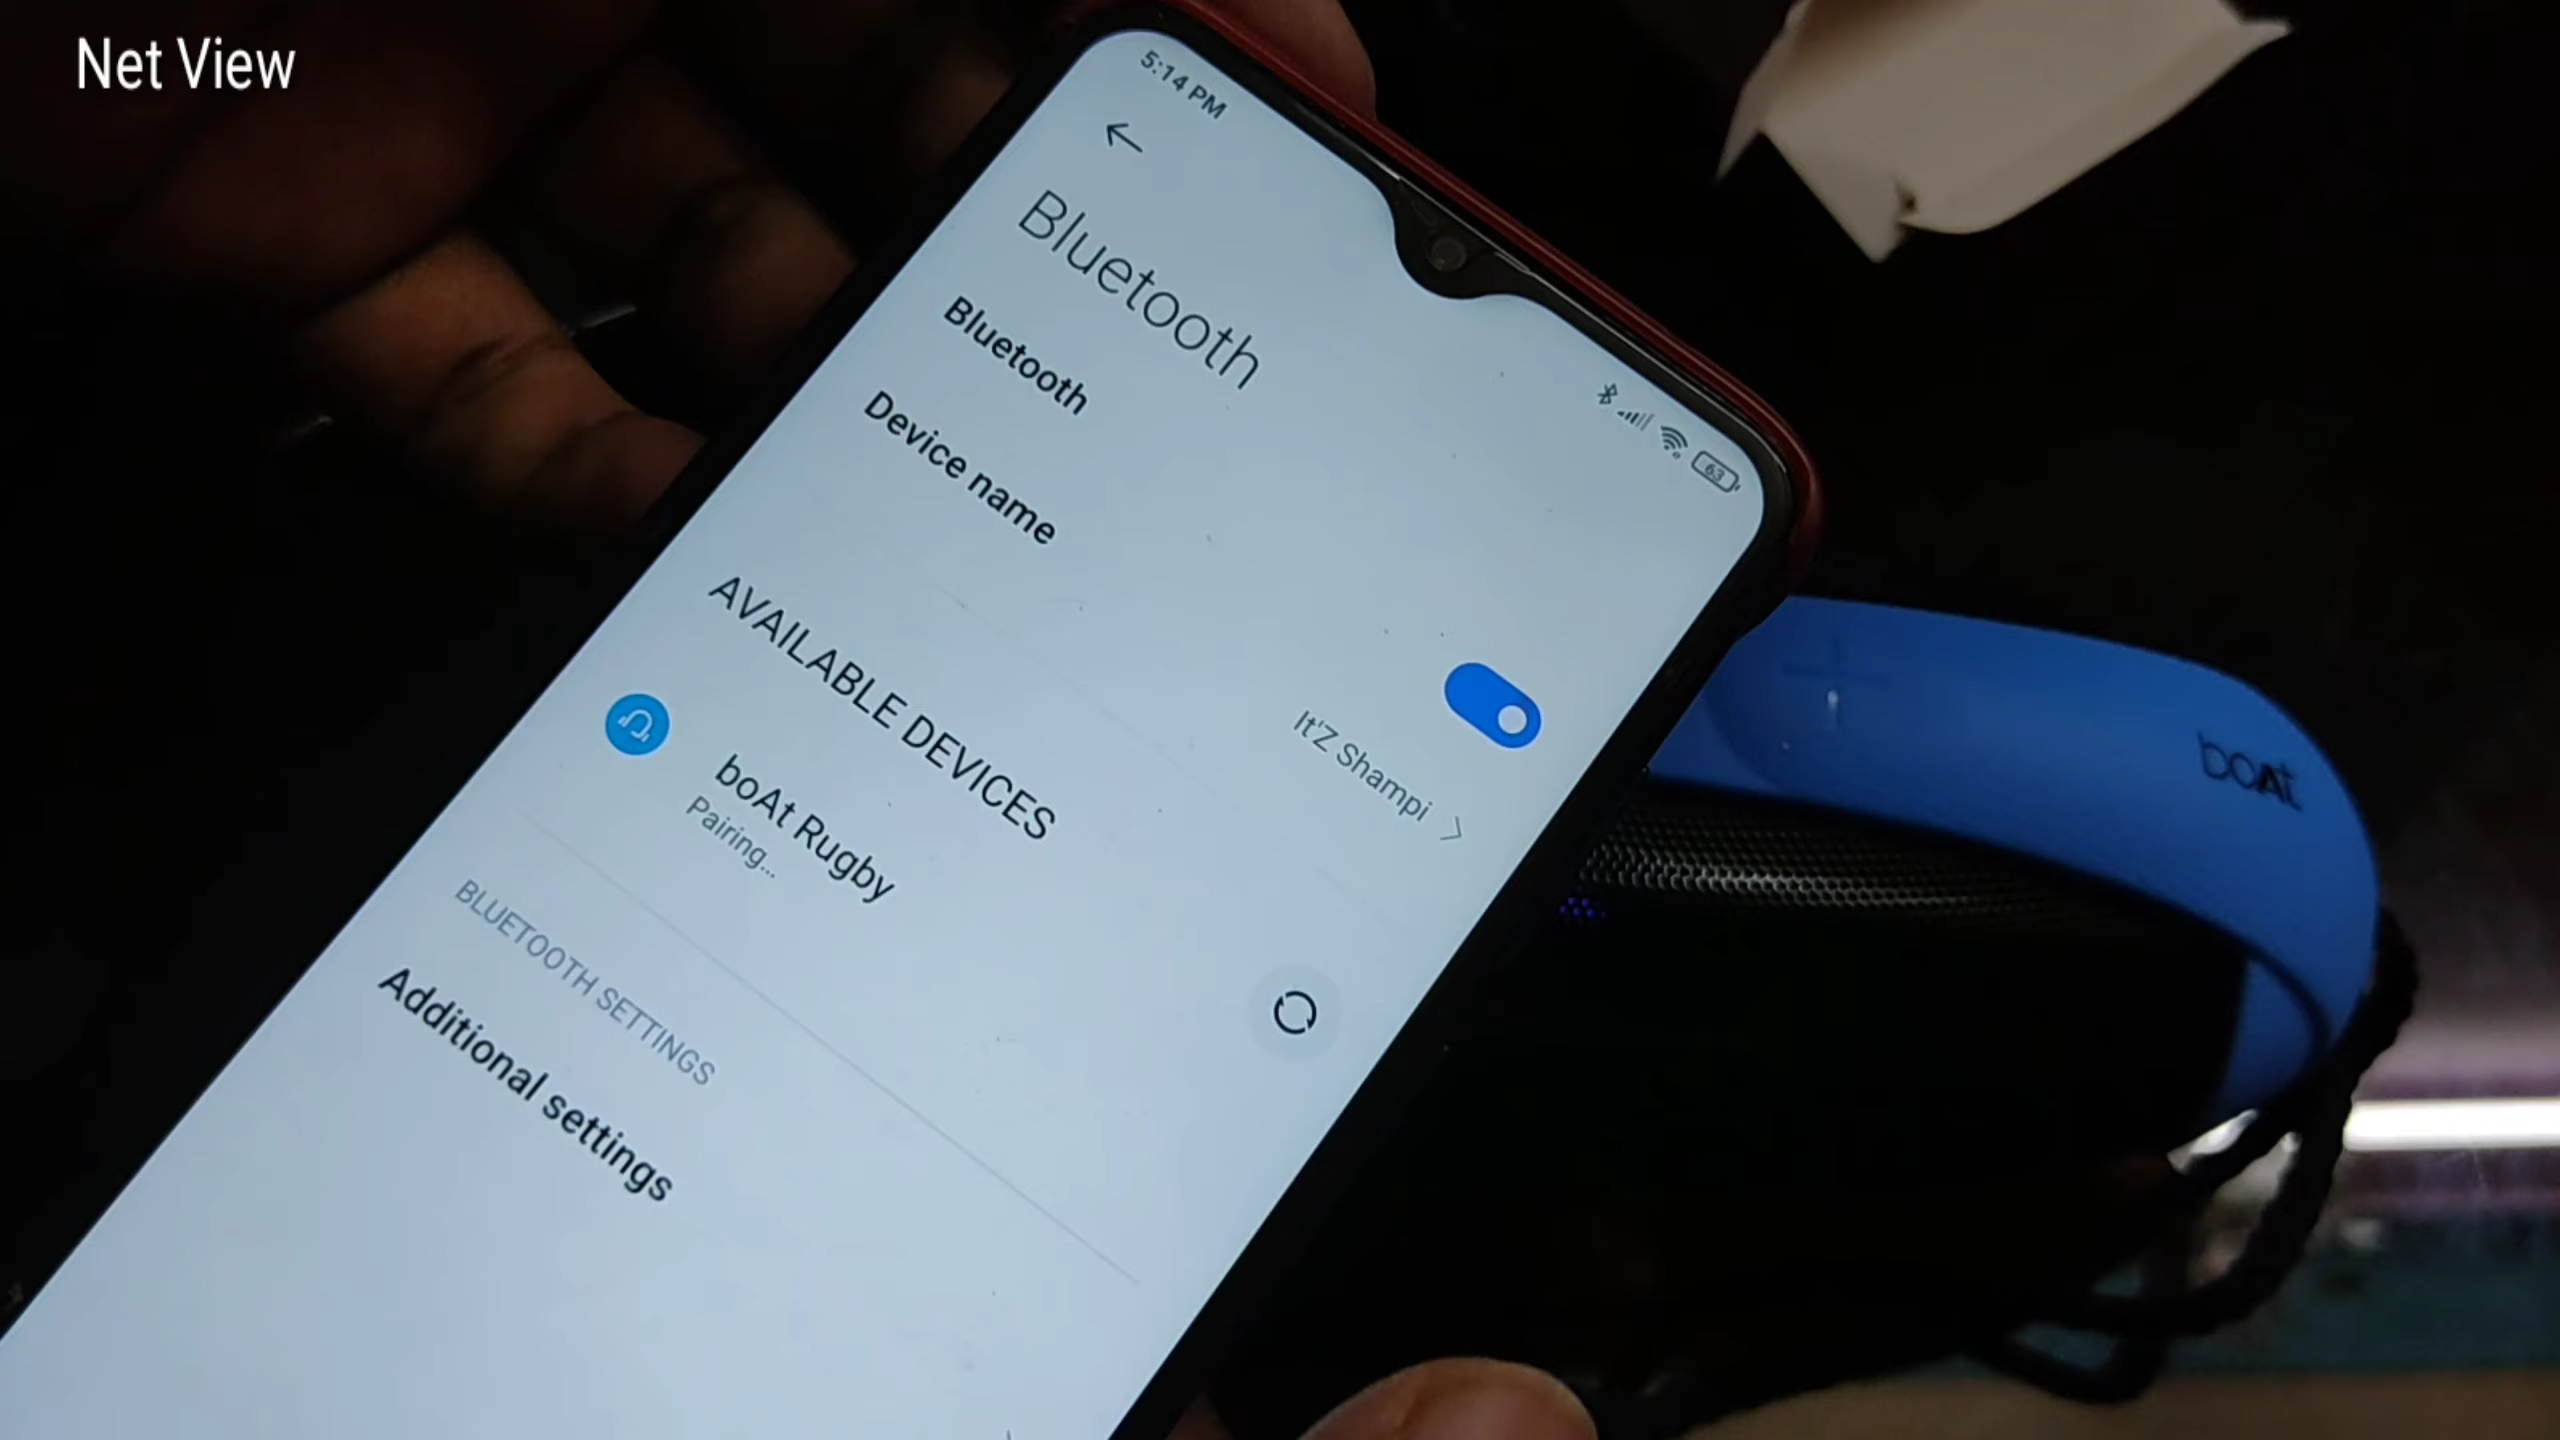 Net View
5:14 PM
63
Bluetooth
Bluetooth
Device name
It'Z Shampi
AVAILABLE DEVICES
boAt Rugby
Pairing...
BLUETOOTH SETTINGS
Additional settings
boAt